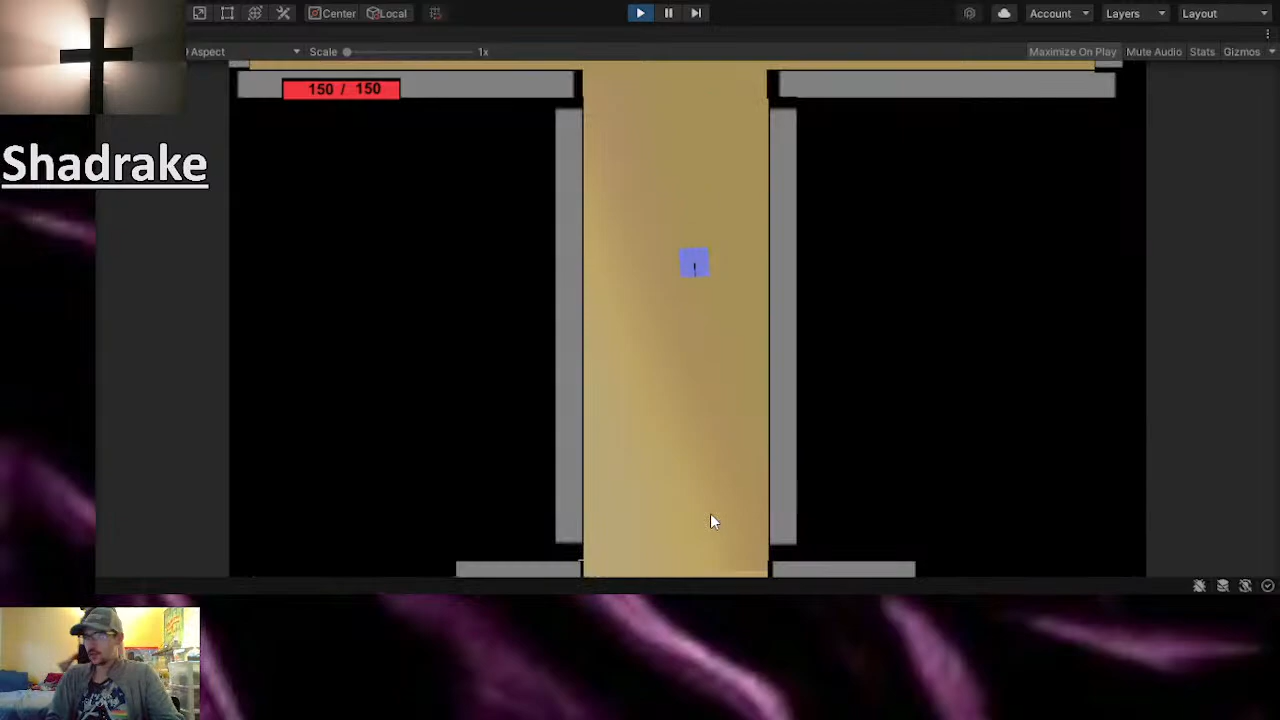 Center Local Account Layers Layout
Aspect Scale 1x Maximize On Play Mute Audio Stats Gizmos
150 / 150
Shadrake